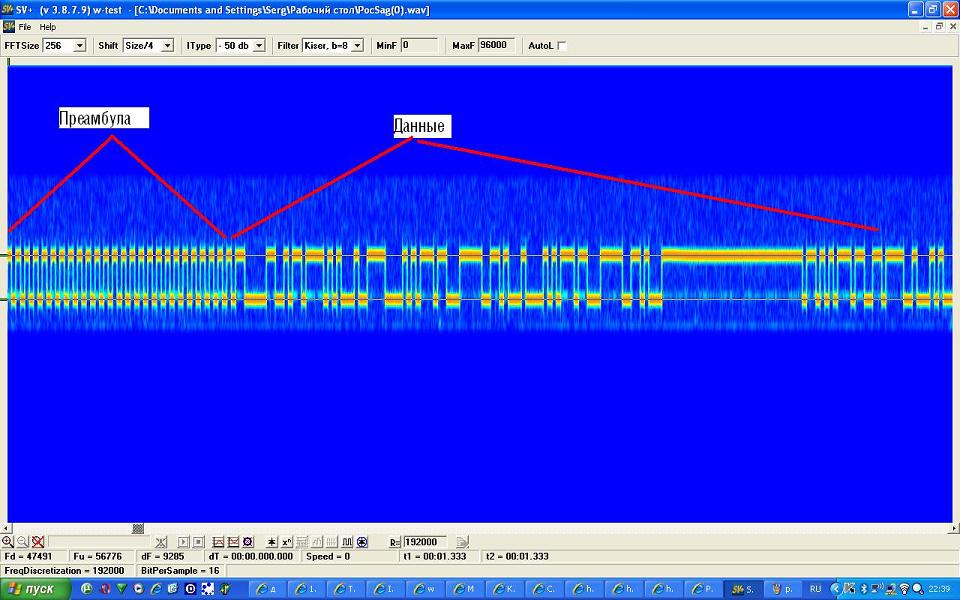 SV+ (v 3.8.7.9) w-test - [C:\Documents and Settings\Serg\Рабочий стол\PocSag(0).wav]
File Help
FFTSize 256 Shift Size/4 IType - 50 db Filter Kiser, b=8 MinF 0 MaxF 96000 AutoL
Преамбула
Данные
R= 192000
Fd = 47491 Fu = 56776 dF = 9285 dT = 00:00.000.000 Speed = 0 t1 = 00:01.333 t2 = 00:01.333
FreqDiscretization = 192000 BitPerSample = 16
пуск д 1. Т. I. w M K. C. h. h. h. P. S. p. RU 22:39